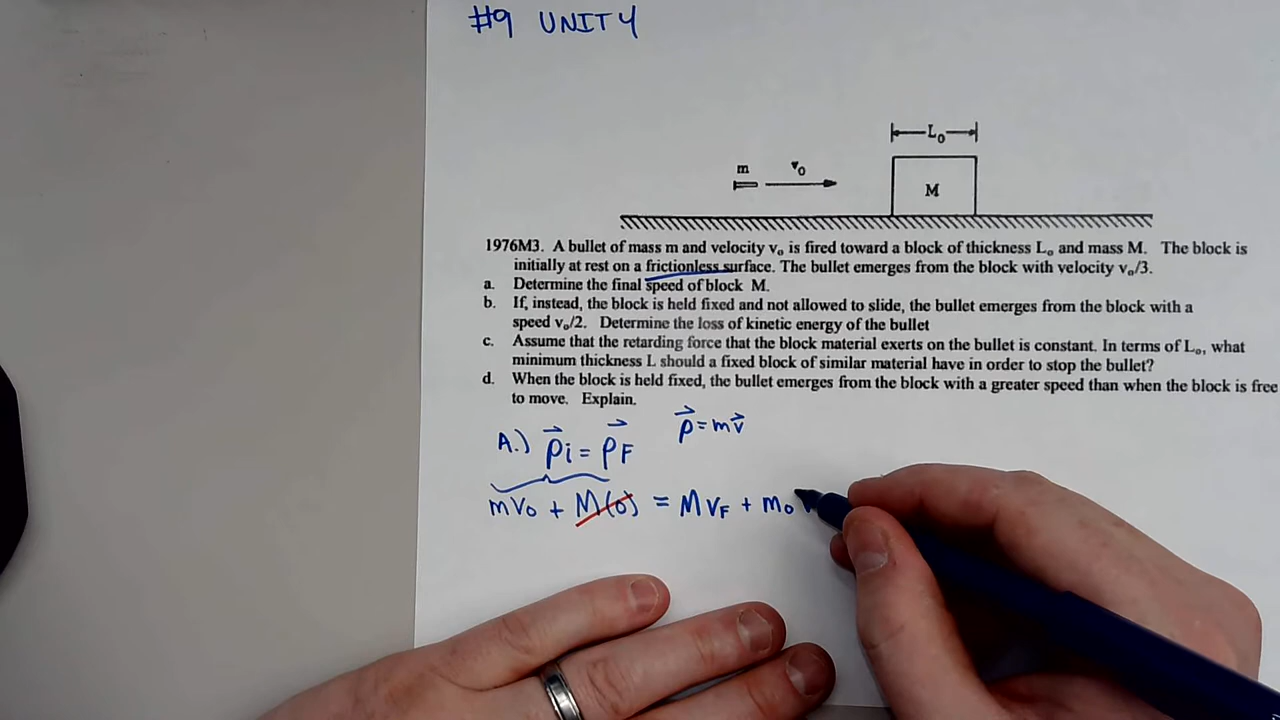 #9 UNITY
L₀
m v₀
M
1976M3. A bullet of mass m and velocity v₀ is fired toward a block of thickness L₀ and mass M. The block is
initially at rest on a frictionless surface. The bullet emerges from the block with velocity v₀/3.
a. Determine the final speed of block M.
b. If, instead, the block is held fixed and not allowed to slide, the bullet emerges from the block with a
speed v₀/2. Determine the loss of kinetic energy of the bullet
c. Assume that the retarding force that the block material exerts on the bullet is constant. In terms of L₀, what
minimum thickness L should a fixed block of similar material have in order to stop the bullet?
d. When the block is held fixed, the bullet emerges from the block with a greater speed than when the block is free
to move. Explain.
A.) p⃗i = p⃗F p⃗=mv⃗
mv₀ + M(0) = MvF + m₀